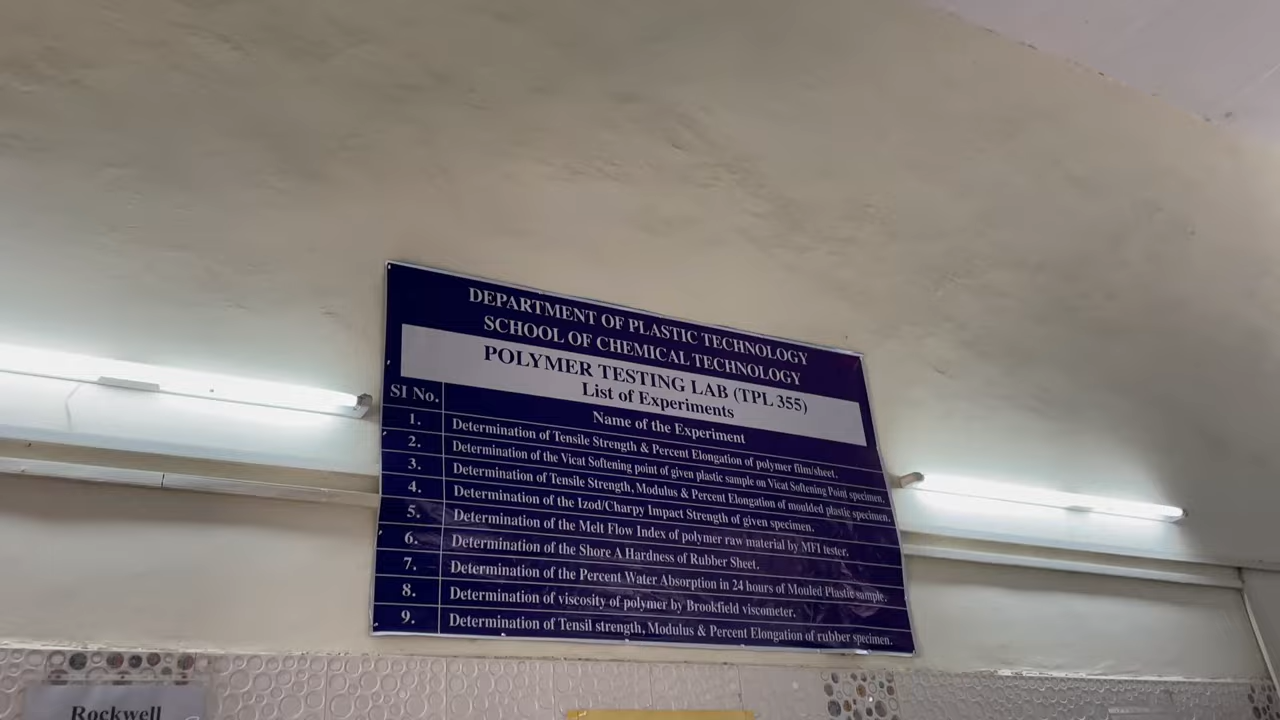 DEPARTMENT OF PLASTIC TECHNOLOGY
SCHOOL OF CHEMICAL TECHNOLOGY
POLYMER TESTING LAB (TPL 355)
List of Experiments
SI No. Name of the Experiment
1. Determination of Tensile Strength & Percent Elongation of polymer film/sheet.
2. Determination of the Vicat Softening point of given plastic sample on Vicat Softening Point specimen.
3. Determination of Tensile Strength, Modulus & Percent Elongation of moulded plastic specimen.
4. Determination of the Izod/Charpy Impact Strength of given specimen.
5. Determination of the Melt Flow Index of polymer raw material by MFI tester.
6. Determination of the Shore A Hardness of Rubber Sheet.
7. Determination of the Percent Water Absorption in 24 hours of Mouled Plastic sample.
8. Determination of viscosity of polymer by Brookfield viscometer.
9. Determination of Tensil strength, Modulus & Percent Elongation of rubber specimen.
Rockwell